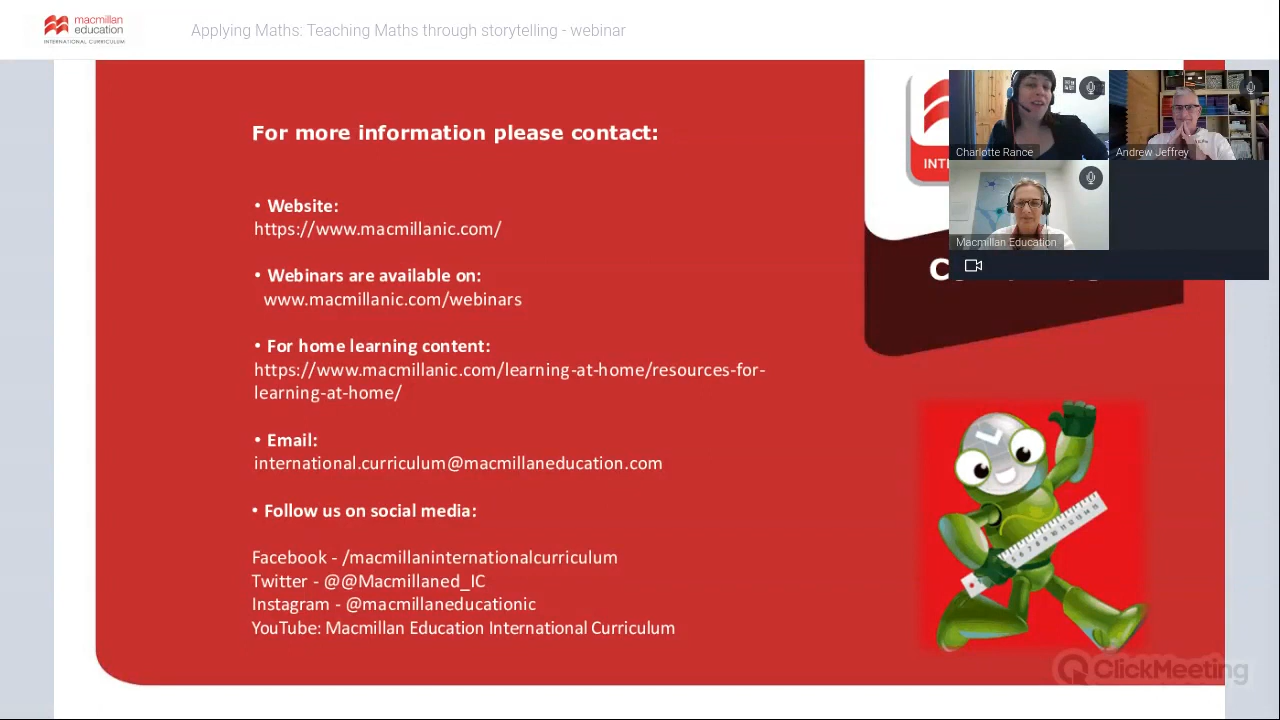 macmillan
education
INTERNATIONAL CURRICULUM
Applying Maths: Teaching Maths through storytelling - webinar
For more information please contact:
• Website:
https://www.macmillanic.com/
• Webinars are available on:
www.macmillanic.com/webinars
• For home learning content:
https://www.macmillanic.com/learning-at-home/resources-for-
learning-at-home/
• Email:
international.curriculum@macmillaneducation.com
• Follow us on social media:
Facebook - /macmillaninternationalcurriculum
Twitter - @@Macmillaned_IC
Instagram - @macmillaneducationic
YouTube: Macmillan Education International Curriculum
Charlotte Rance
Andrew Jeffrey
Macmillan Education
ClickMeeting